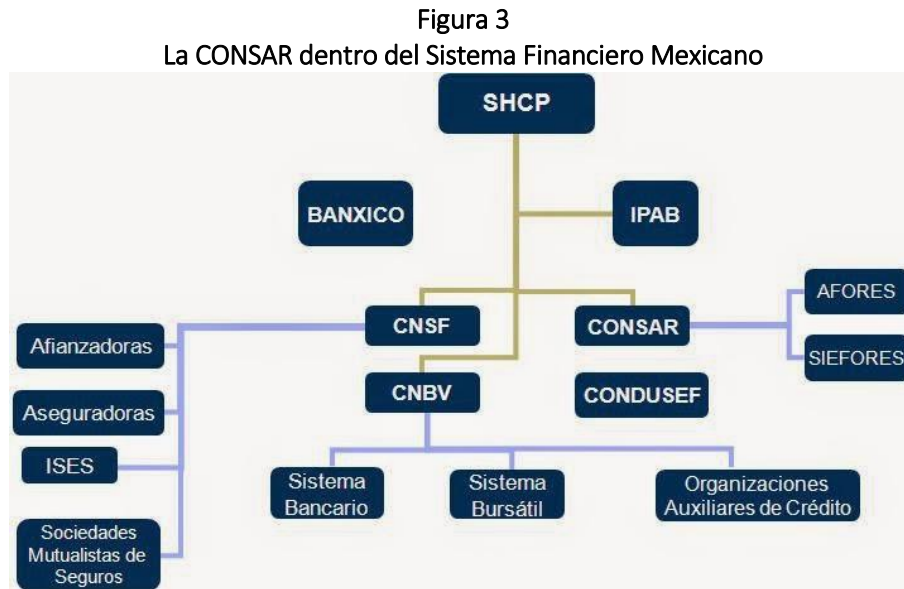 Figura 3
La CONSAR dentro del Sistema Financiero Mexicano
SHCP
BANXICO
IPAB
AFORES
CNSF
CONSAR
Afianzadoras
SIEFORES
CNBV
CONDUSEF
Aseguradoras
ISES
Sistema
Bancario
Sistema
Bursátil
Organizaciones
Auxiliares de Crédito
Sociedades
Mutualistas de
Seguros